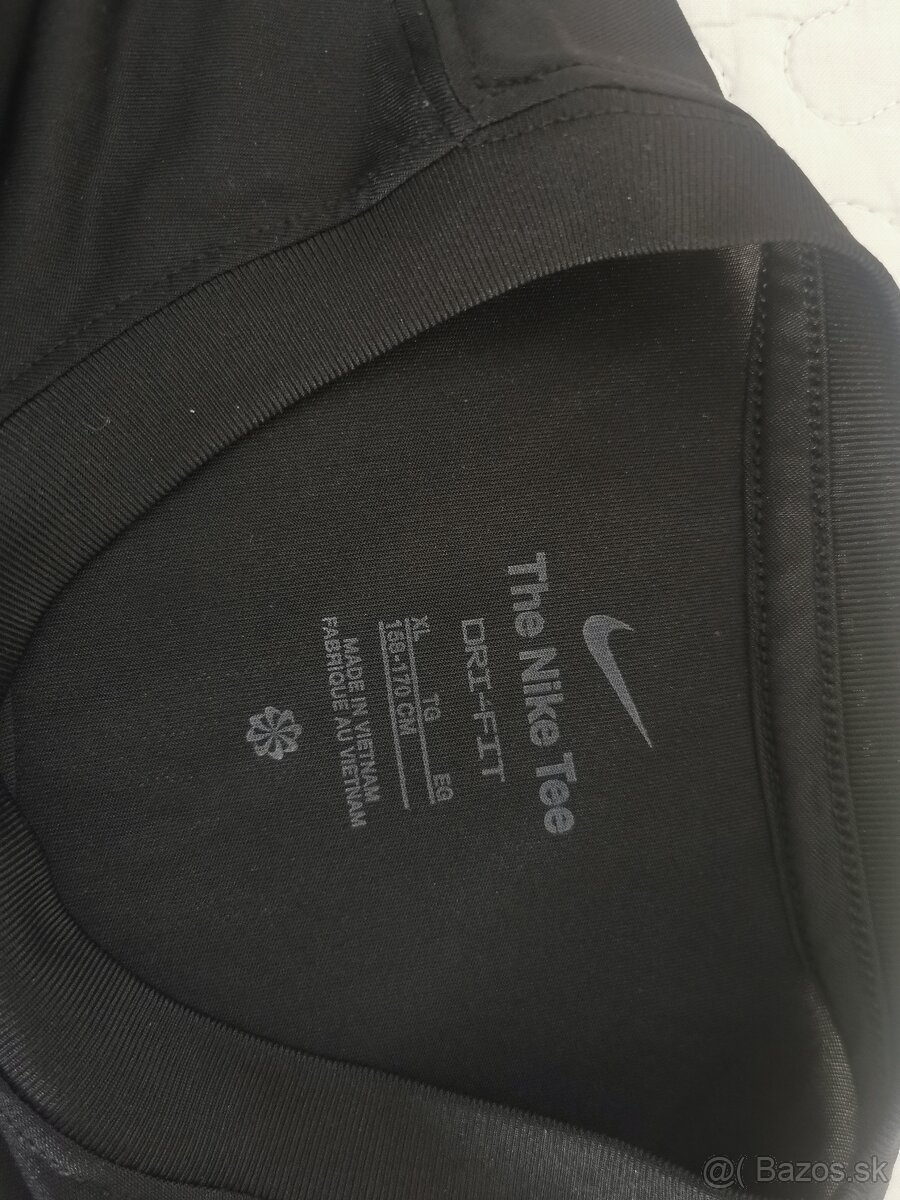 The Nike Tee
DRI-FIT
XL TG EG
158-170 CM
MADE IN VIETNAM
FABRIQUE AU VIETNAM
@( Bazos.sk